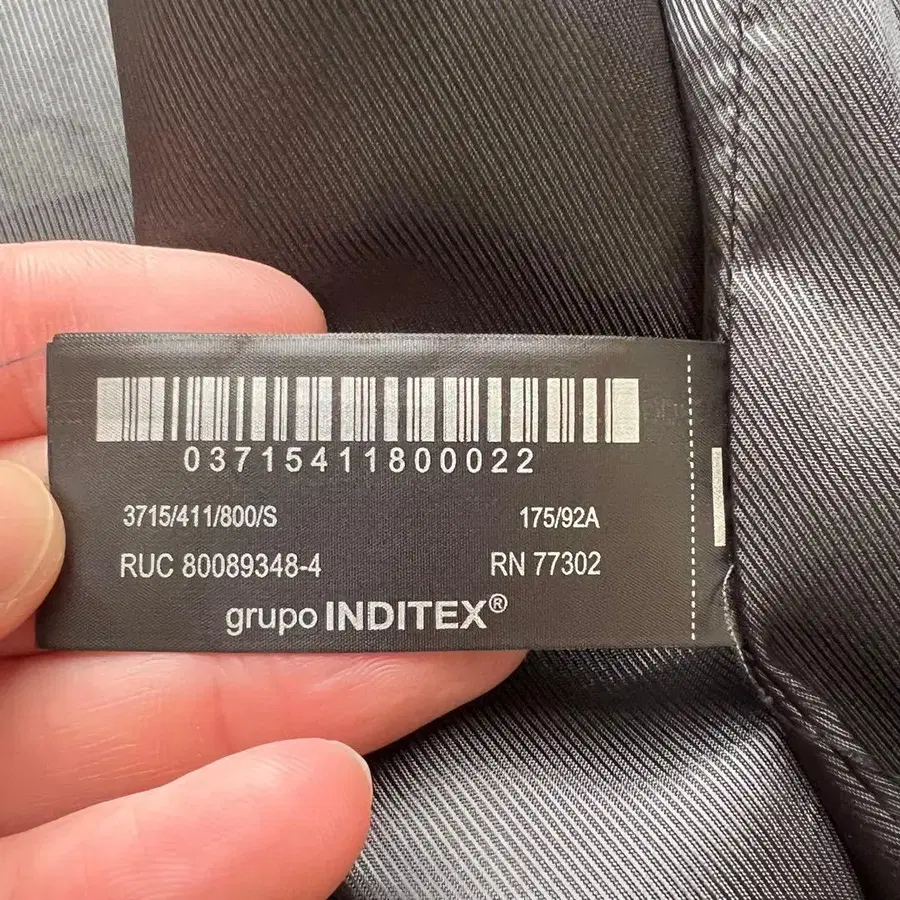 03715411800022
3715/411/800/S 175/92A
RUC 80089348-4 RN 77302
grupo INDITEX®